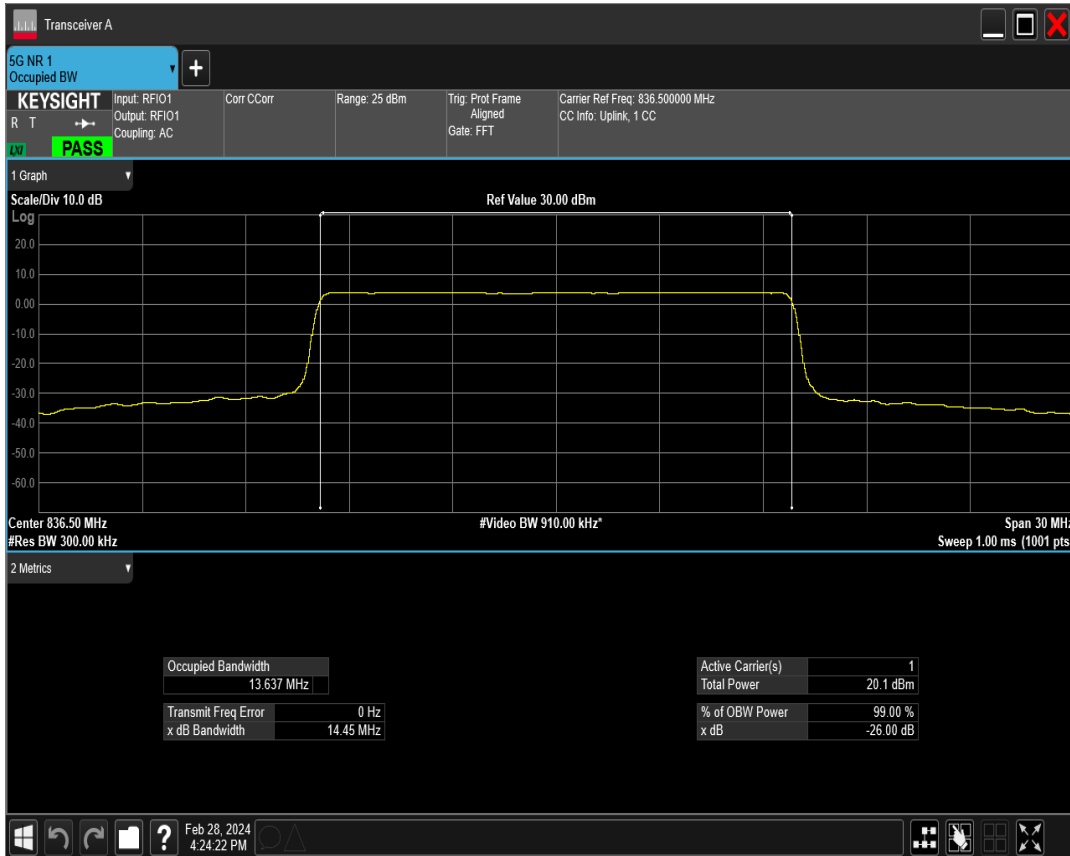 Transceiver A
5G NR 1
Occupied BW
+
KEYSIGHT
R T
LXI
PASS
Input: RFIO1
Output: RFIO1
Coupling: AC
Corr CCorr
Range: 25 dBm
Trig: Prot Frame
Aligned
Gate: FFT
Carrier Ref Freq: 836.500000 MHz
CC Info: Uplink, 1 CC
1 Graph
Scale/Div 10.0 dB
Ref Value 30.00 dBm
Log
20.0
10.0
0.00
-10.0
-20.0
-30.0
-40.0
-50.0
-60.0
Center 836.50 MHz
#Video BW 910.00 kHz*
Span 30 MHz
#Res BW 300.00 kHz
Sweep 1.00 ms (1001 pts
2 Metrics
Occupied Bandwidth
13.637 MHz
Transmit Freq Error 0 Hz
x dB Bandwidth 14.45 MHz
Active Carrier(s) 1
Total Power 20.1 dBm
% of OBW Power 99.00 %
x dB -26.00 dB
?
Feb 28, 2024
4:24:22 PM